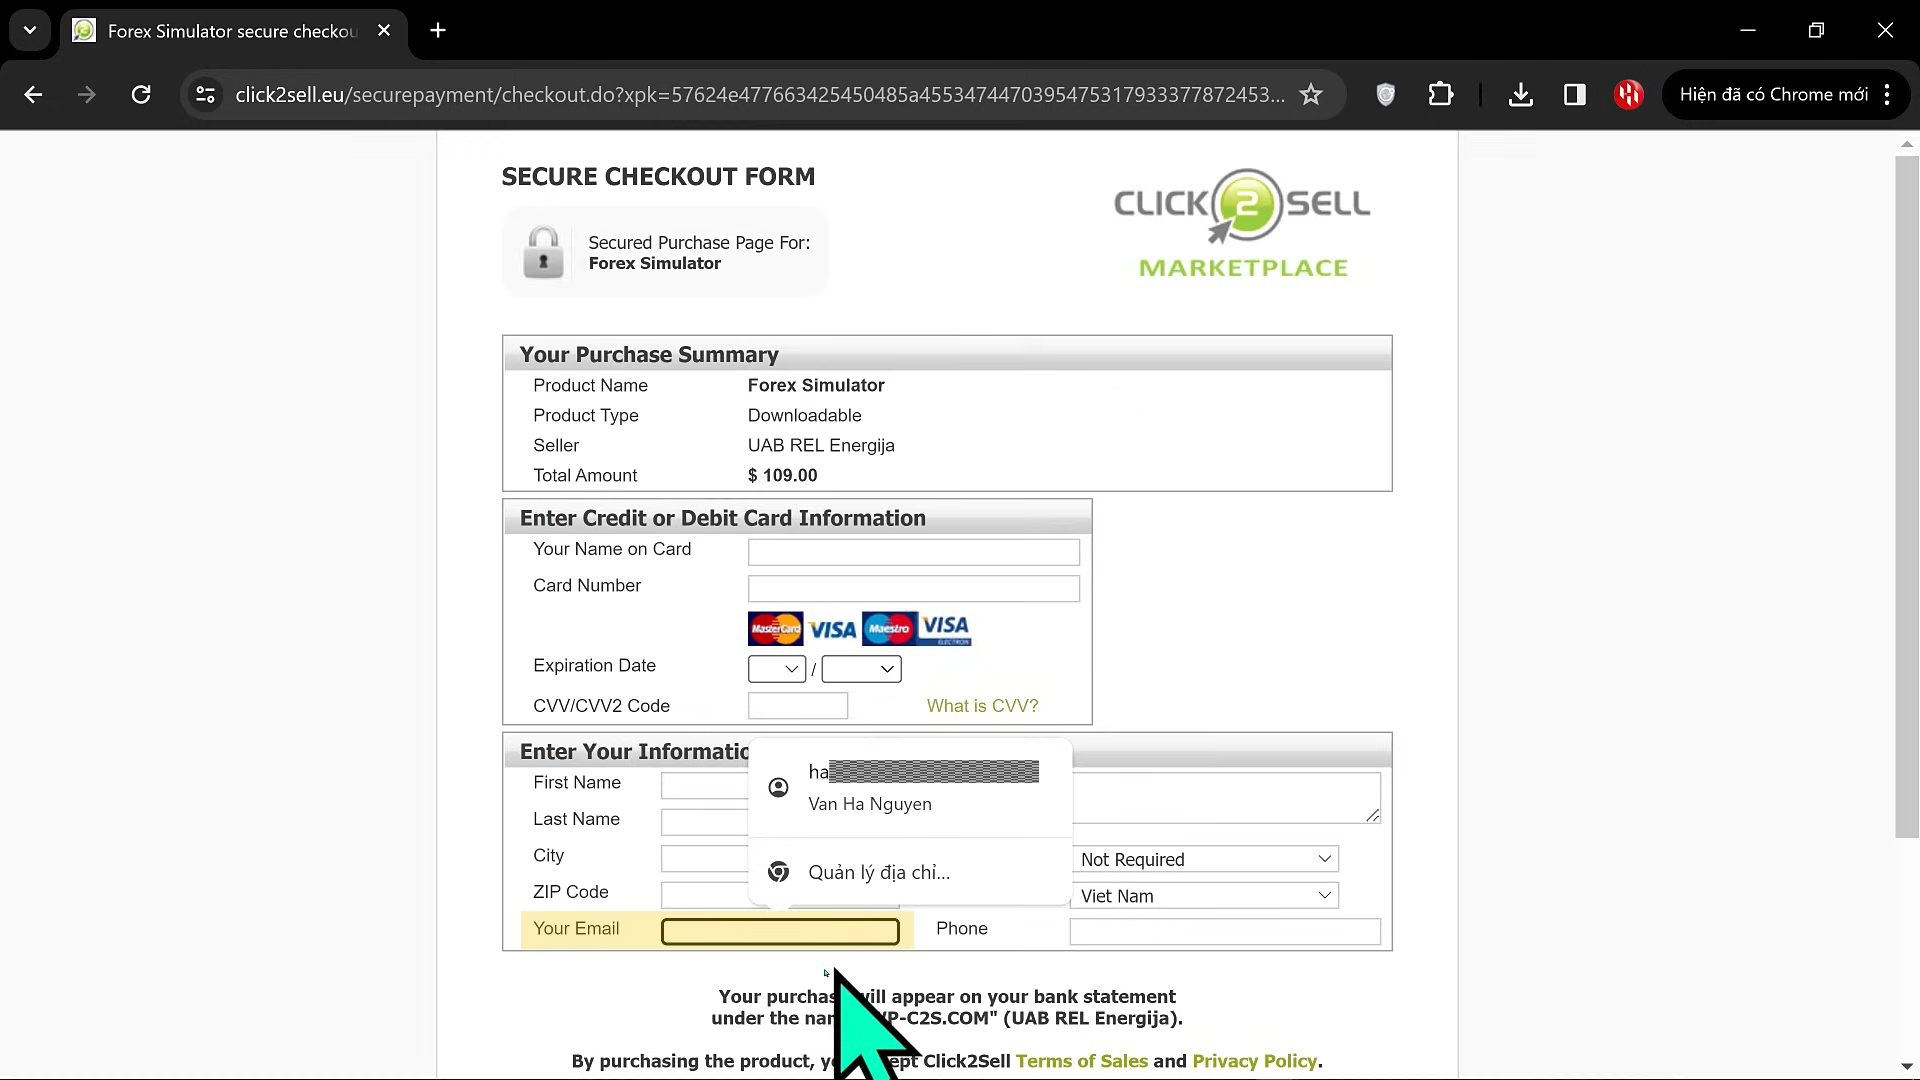 Forex Simulator secure checkou
click2sell.eu/securepayment/checkout.do?xpk=57624e477663425450485a455347447039547531793337787245​3...
Hiện đã có Chrome mới
SECURE CHECKOUT FORM
Secured Purchase Page For:
Forex Simulator
CLICK 2 SELL
MARKETPLACE
Your Purchase Summary
Product Name Forex Simulator
Product Type Downloadable
Seller UAB REL Energija
Total Amount $ 109.00
Enter Credit or Debit Card Information
Your Name on Card
Card Number
MasterCard VISA Maestro VISA ELECTRON
Expiration Date /
CVV/CVV2 Code What is CVV?
Enter Your Informatio
First Name
Last Name
City Not Required
ZIP Code Viet Nam
Your Email Phone
ha
Van Ha Nguyen
Quản lý địa chỉ...
Your purchas will appear on your bank statement
under the nam P-C2S.COM" (UAB REL Energija).
By purchasing the product, y ept Click2Sell Terms of Sales and Privacy Policy.